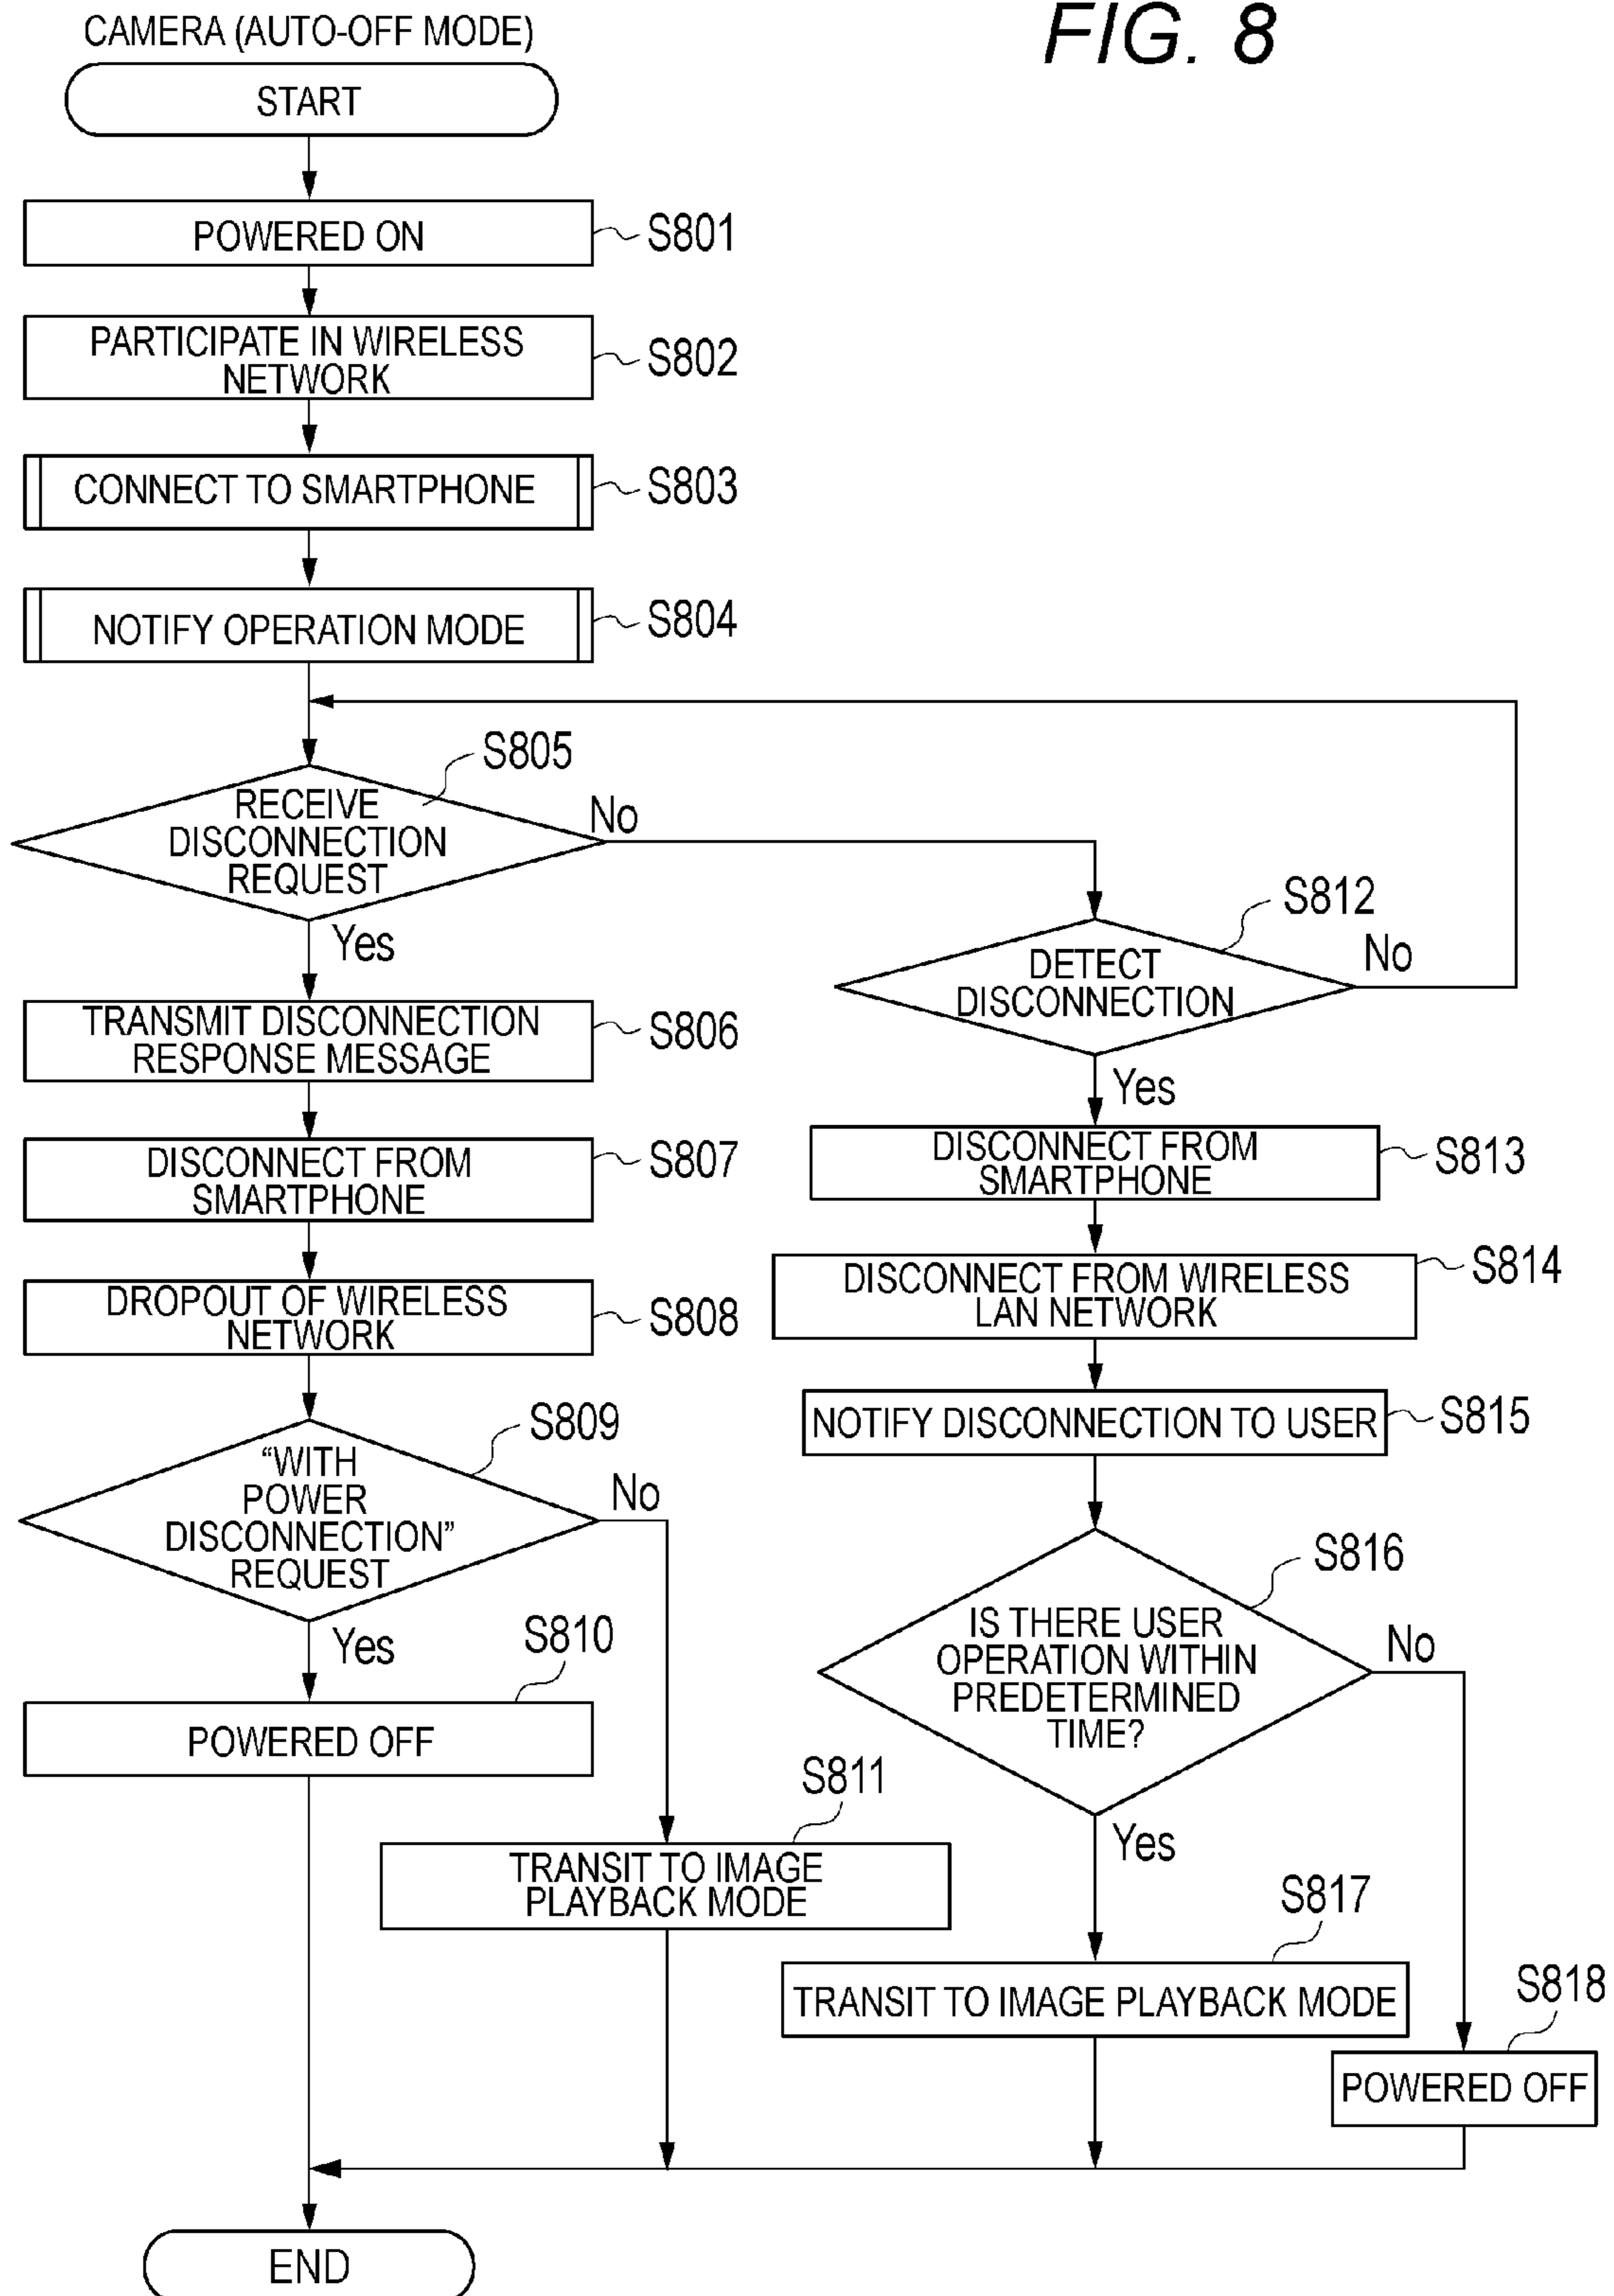 CAMERA (AUTO-OFF MODE)
FIG. 8
START
POWERED ON
S801
PARTICIPATE IN WIRELESS
NETWORK
S802
CONNECT TO SMARTPHONE
S803
NOTIFY OPERATION MODE
S804
S805
RECEIVE
DISCONNECTION
REQUEST
No
Yes
S812
DETECT
DISCONNECTION
No
Yes
TRANSMIT DISCONNECTION
RESPONSE MESSAGE
S806
DISCONNECT FROM
SMARTPHONE
S807
DISCONNECT FROM
SMARTPHONE
S813
DROPOUT OF WIRELESS
NETWORK
S808
DISCONNECT FROM WIRELESS
LAN NETWORK
S814
NOTIFY DISCONNECTION TO USER
S815
S809
“WITH
POWER
DISCONNECTION”
REQUEST
No
Yes
S816
IS THERE USER
OPERATION WITHIN
PREDETERMINED
TIME?
No
Yes
S810
POWERED OFF
S811
TRANSIT TO IMAGE
PLAYBACK MODE
S817
TRANSIT TO IMAGE PLAYBACK MODE
S818
POWERED OFF
END